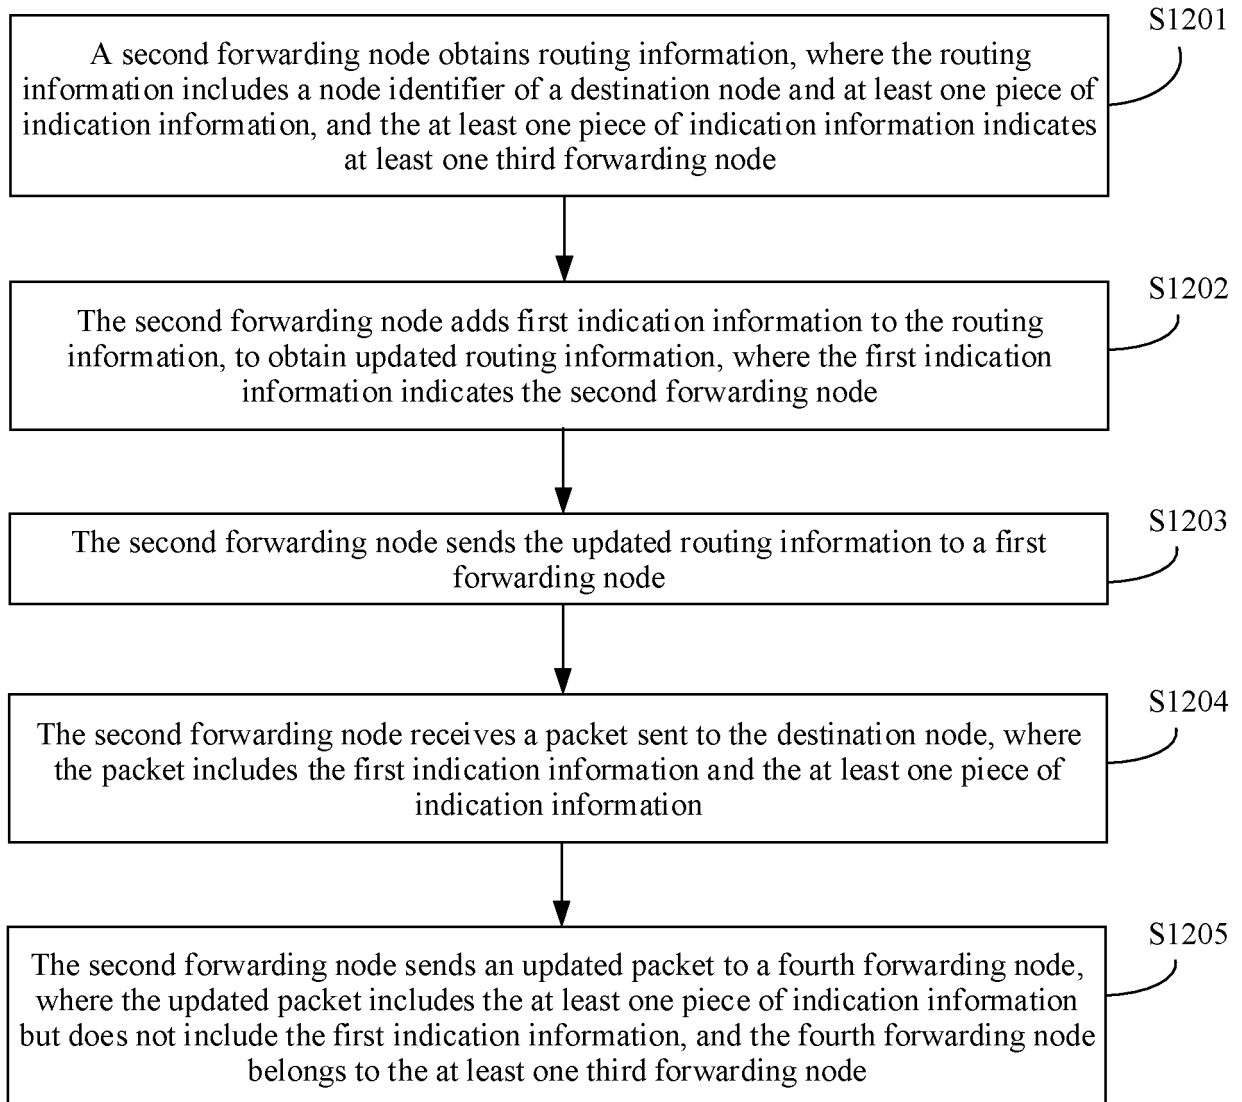 S1201
A second forwarding node obtains routing information, where the routing
information includes a node identifier of a destination node and at least one piece of
indication information, and the at least one piece of indication information indicates
at least one third forwarding node
S1202
The second forwarding node adds first indication information to the routing
information, to obtain updated routing information, where the first indication
information indicates the second forwarding node
S1203
The second forwarding node sends the updated routing information to a first
forwarding node
S1204
The second forwarding node receives a packet sent to the destination node, where
the packet includes the first indication information and the at least one piece of
indication information
S1205
The second forwarding node sends an updated packet to a fourth forwarding node,
where the updated packet includes the at least one piece of indication information
but does not include the first indication information, and the fourth forwarding node
belongs to the at least one third forwarding node